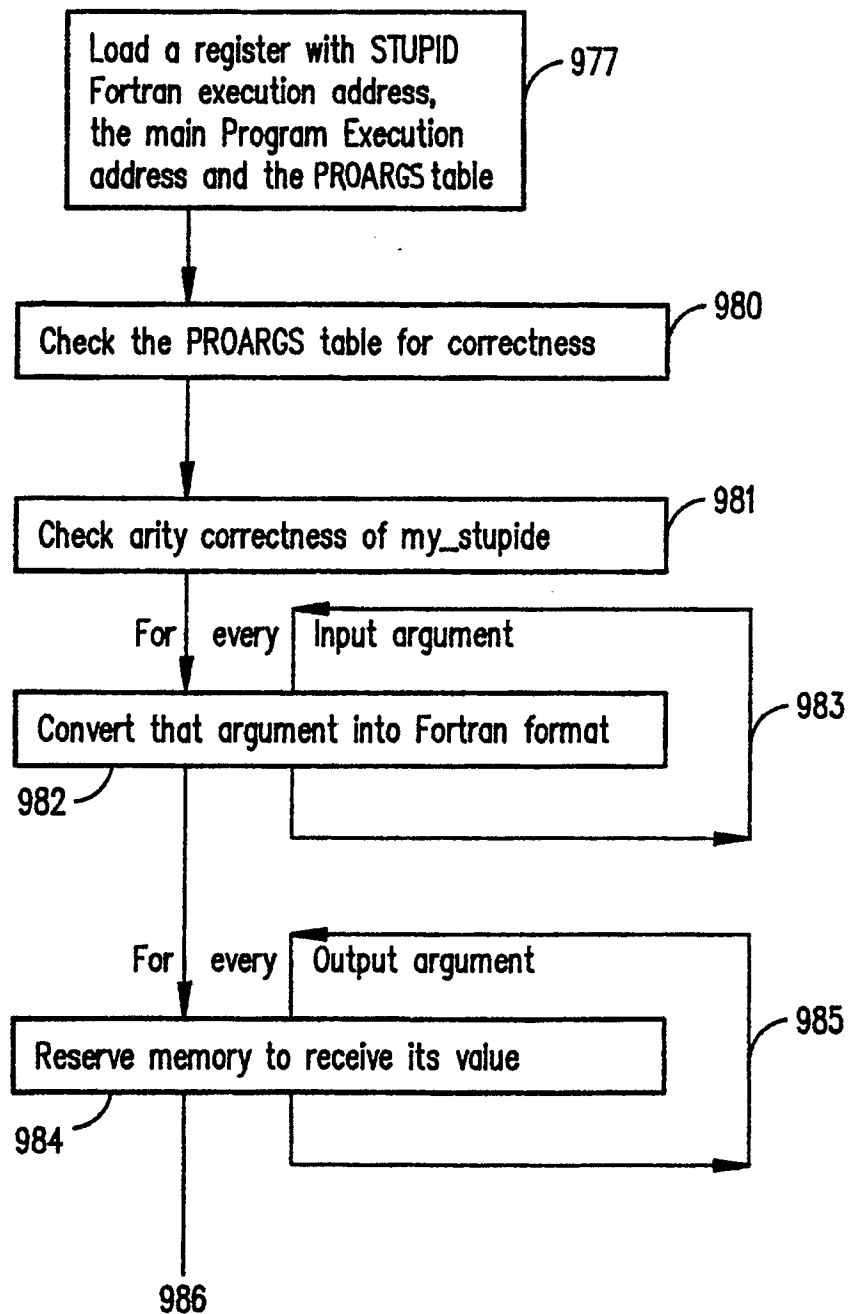 Load a register with STUPID
Fortran execution address,
the main Program Execution
address and the PROARGS table
977
Check the PROARGS table for correctness
980
Check arity correctness of my_stupide
981
For every Input argument
Convert that argument into Fortran format
983
982
For every Output argument
Reserve memory to receive its value
985
984
986